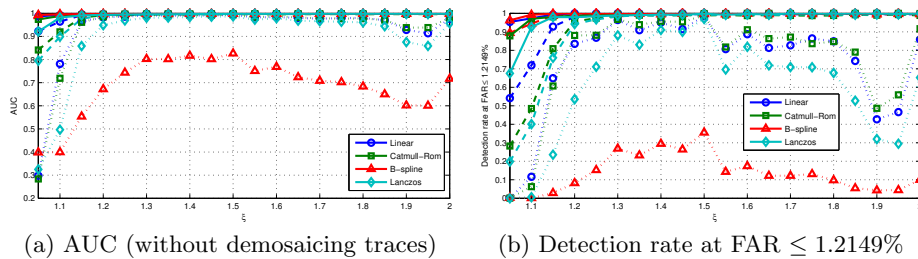 1
0.9
0.8
0.7
0.6
0.5
0.4
0.3
0.2
AUC
1.1 1.2 1.3 1.4 1.5 1.6 1.7 1.8 1.9 2
ξ
Linear
Catmull-Rom
B-spline
Lanczos
(a) AUC (without demosaicing traces)
1
0.9
0.8
0.7
0.6
0.5
0.4
0.3
0.2
0.1
0
Detection rate at FAR≤ 1.2149%
1.1 1.2 1.3 1.4 1.5 1.6 1.7 1.8 1.9
ξ
Linear
Catmull-Rom
B-spline
Lanczos
(b) Detection rate at FAR ≤ 1.2149%